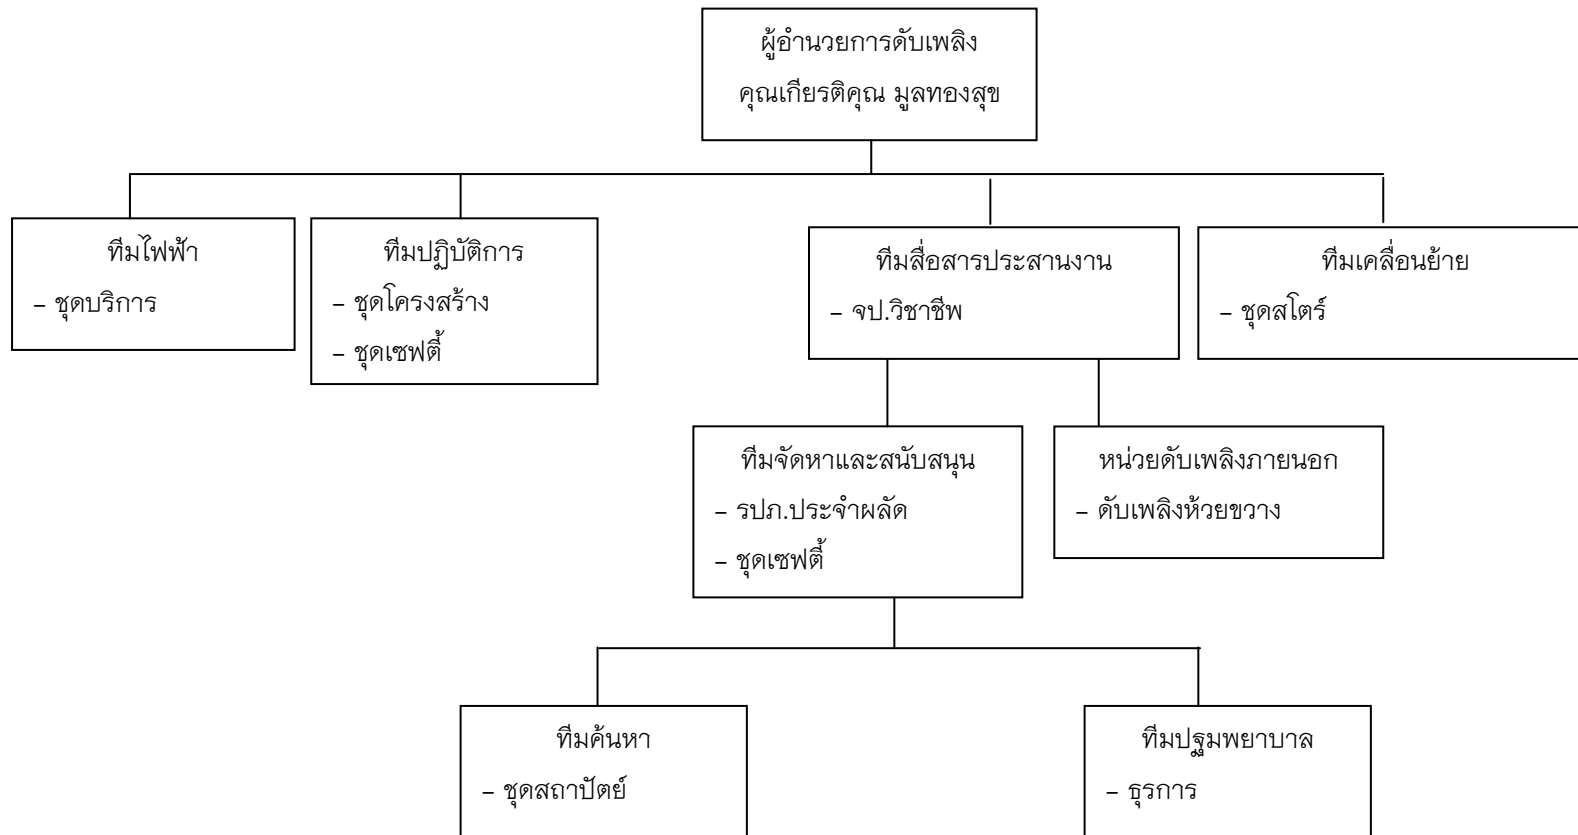 ผู้อำนวยการดับเพลิง
คุณเกียรติคุณ มูลทองสุข
ทีมไฟฟ้า
– ชุดบริการ
ทีมปฏิบัติการ
– ชุดโครงสร้าง
– ชุดเซฟตี้
ทีมสื่อสารประสานงาน
– จป.วิชาชีพ
ทีมเคลื่อนย้าย
– ชุดสโตร์
ทีมจัดหาและสนับสนุน
– รปภ.ประจำผลัด
– ชุดเซฟตี้
หน่วยดับเพลิงภายนอก
– ดับเพลิงห้วยขวาง
ทีมค้นหา
– ชุดสถาปัตย์
ทีมปฐมพยาบาล
– ธุรการ